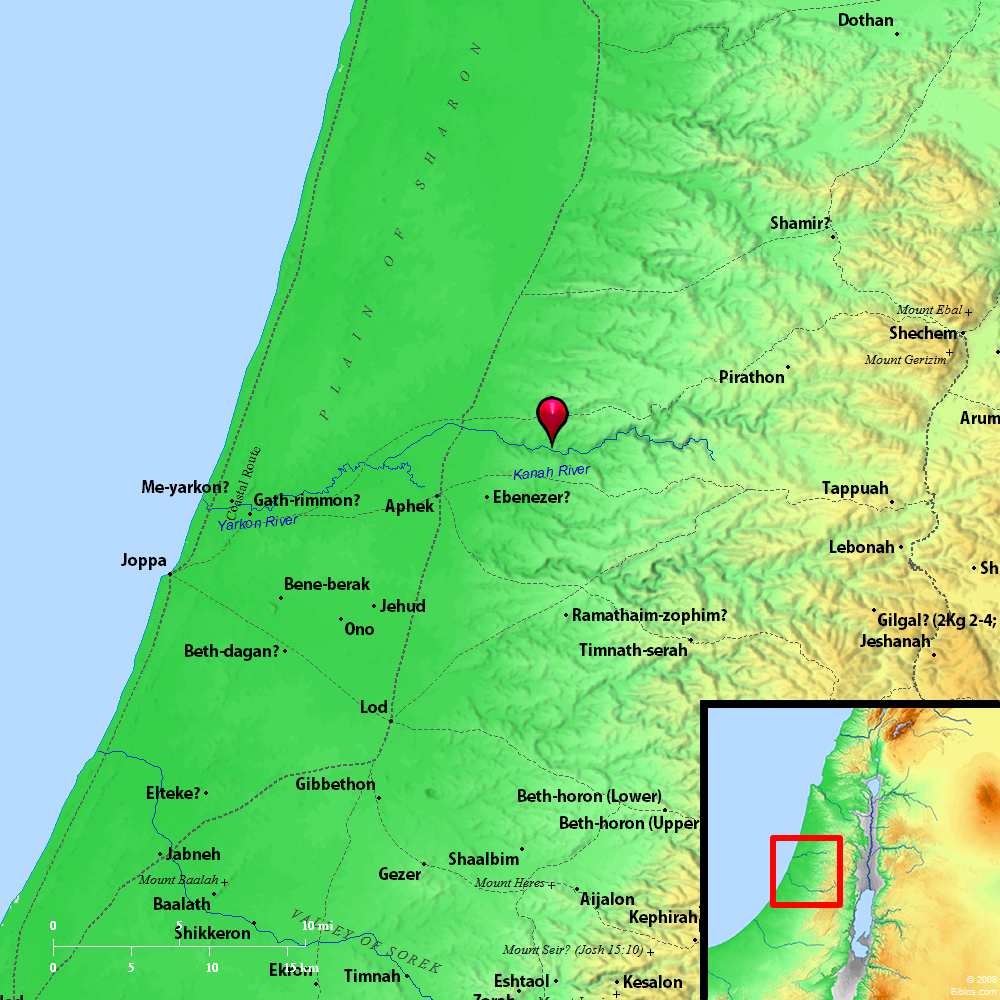 Dothan
PLAIN OF SHARON
Shamir?
Mount Ebal
Shechem
Mount Gerizim
Pirathon
Arum
Kanah River
Me-yarkon?
Coastal Route
Gath-rimmon?
Aphek
Ebenezer?
Tappuah
Yarkon River
Joppa
Lebonah
Sh
Bene-berak
Jehud
Ramathaim-zophim?
Gilgal? (2Kg 2-4;
Ono
Jeshanah
Beth-dagan?
Timnath-serah
Lod
Gibbethon
Elteke?
Beth-horon (Lower)
Beth-horon (Upper
Jabneh
Shaalbim
Gezer
Mount Baalah
Mount Heres
Baalath
Aijalon
Kephirah
0 5 10 mi
Shikkeron
VALLEY OF SOREK
Mount Seir? (Josh 15:10)
0 5 10 15 km
Ekron
Timnah
Eshtaol
Kesalon
Zorah
© 2008
Biblos.com